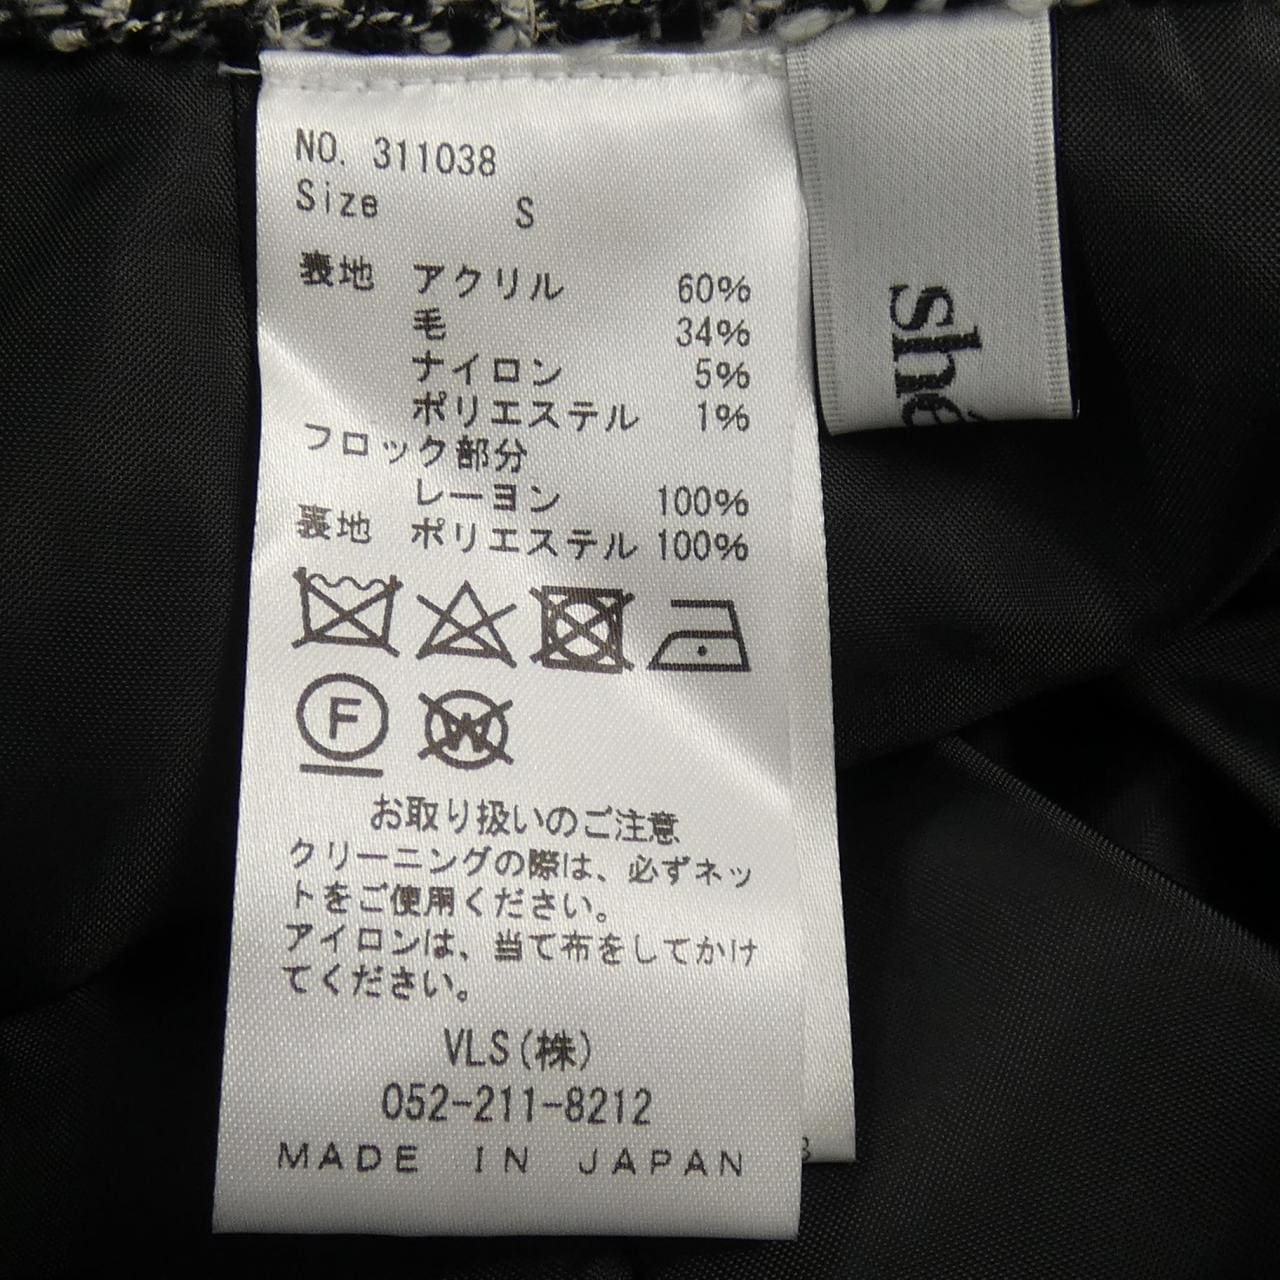 NO. 311038
Size S
表地 アクリル 60%
毛 34%
ナイロン 5%
ポリエステル 1%
フロック部分
レーヨン 100%
裏地 ポリエステル 100%
F
W
お取り扱いのご注意
クリーニングの際は、必ずネッ
トをご使用ください。
アイロンは、当て布をしてかけ
てください。
VLS(株)
052-211-8212
MADE IN JAPAN